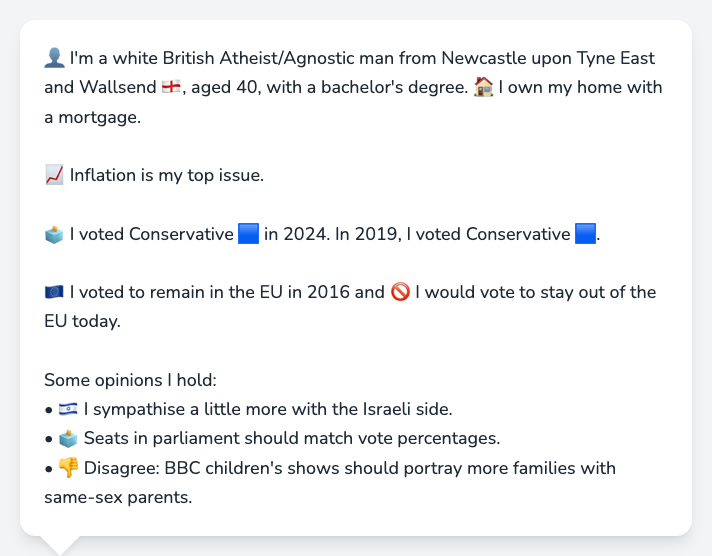 👤 I'm a white British Atheist/Agnostic man from Newcastle upon Tyne East
and Wallsend 🏴󠁧󠁢󠁥󠁮󠁧󠁿, aged 40, with a bachelor's degree. 🏠 I own my home with
a mortgage.
📈 Inflation is my top issue.
🗳️ I voted Conservative 🟦 in 2024. In 2019, I voted Conservative 🟦.
🇪🇺 I voted to remain in the EU in 2016 and 🚫 I would vote to stay out of the
EU today.
Some opinions I hold:
• 🇮🇱 I sympathise a little more with the Israeli side.
• 🗳️ Seats in parliament should match vote percentages.
• 👎 Disagree: BBC children's shows should portray more families with
same-sex parents.